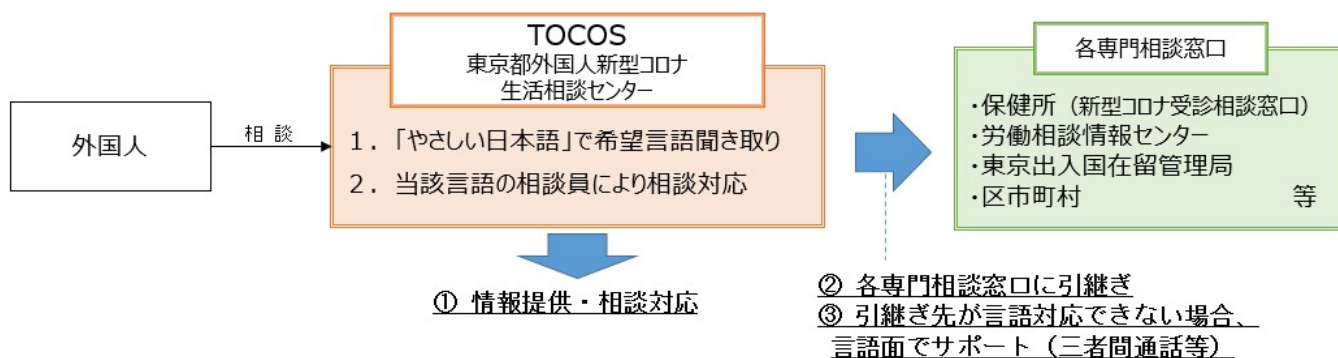 TOCOS
東京都外国人新型コロナ
生活相談センター
各専門相談窓口
外国人
相 談
1．「やさしい日本語」で希望言語聞き取り
2．当該言語の相談員により相談対応
・保健所（新型コロナ受診相談窓口）
・労働相談情報センター
・東京出入国在留管理局
・区市町村 等
① 情報提供・相談対応
② 各専門相談窓口に引継ぎ
③ 引継ぎ先が言語対応できない場合、
言語面でサポート（三者間通話等）